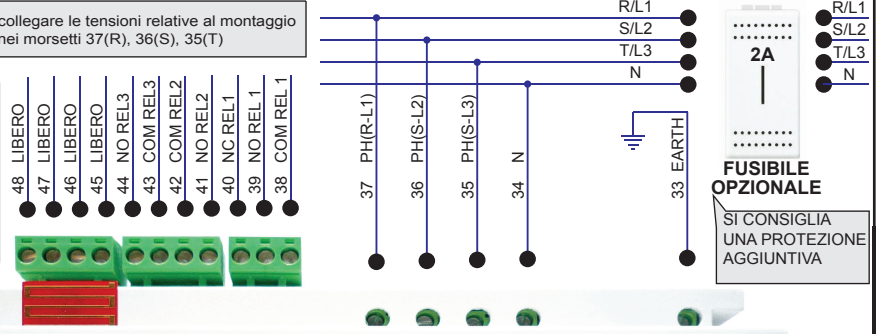 collegare le tensioni relative al montaggio
nei morsetti 37(R), 36(S), 35(T)
R/L1
S/L2
T/L3
N
2A
R/L1
S/L2
T/L3
N
48 LIBERO
47 LIBERO
46 LIBERO
45 LIBERO
44 NO REL3
43 COM REL3
42 COM REL2
41 NO REL2
40 NC REL1
39 NO REL 1
38 COM REL 1
37 PH(R-L1)
36 PH(S-L2)
35 PH(S-L3)
34 N
33 EARTH
FUSIBILE
OPZIONALE
SI CONSIGLIA
UNA PROTEZIONE
AGGIUNTIVA